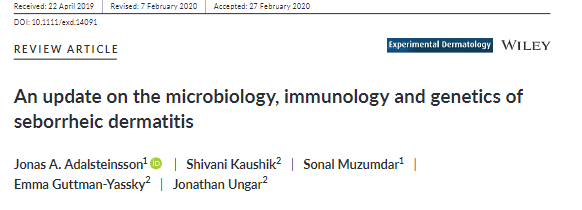 Received: 22 April 2019 | Revised: 7 February 2020 | Accepted: 27 February 2020
DOI: 10.1111/exd.14091
REVIEW ARTICLE
Experimental Dermatology WILEY
An update on the microbiology, immunology and genetics of
seborrheic dermatitis
Jonas A. Adalsteinsson1 iD | Shivani Kaushik2 | Sonal Muzumdar1 |
Emma Guttman-Yassky2 | Jonathan Ungar2